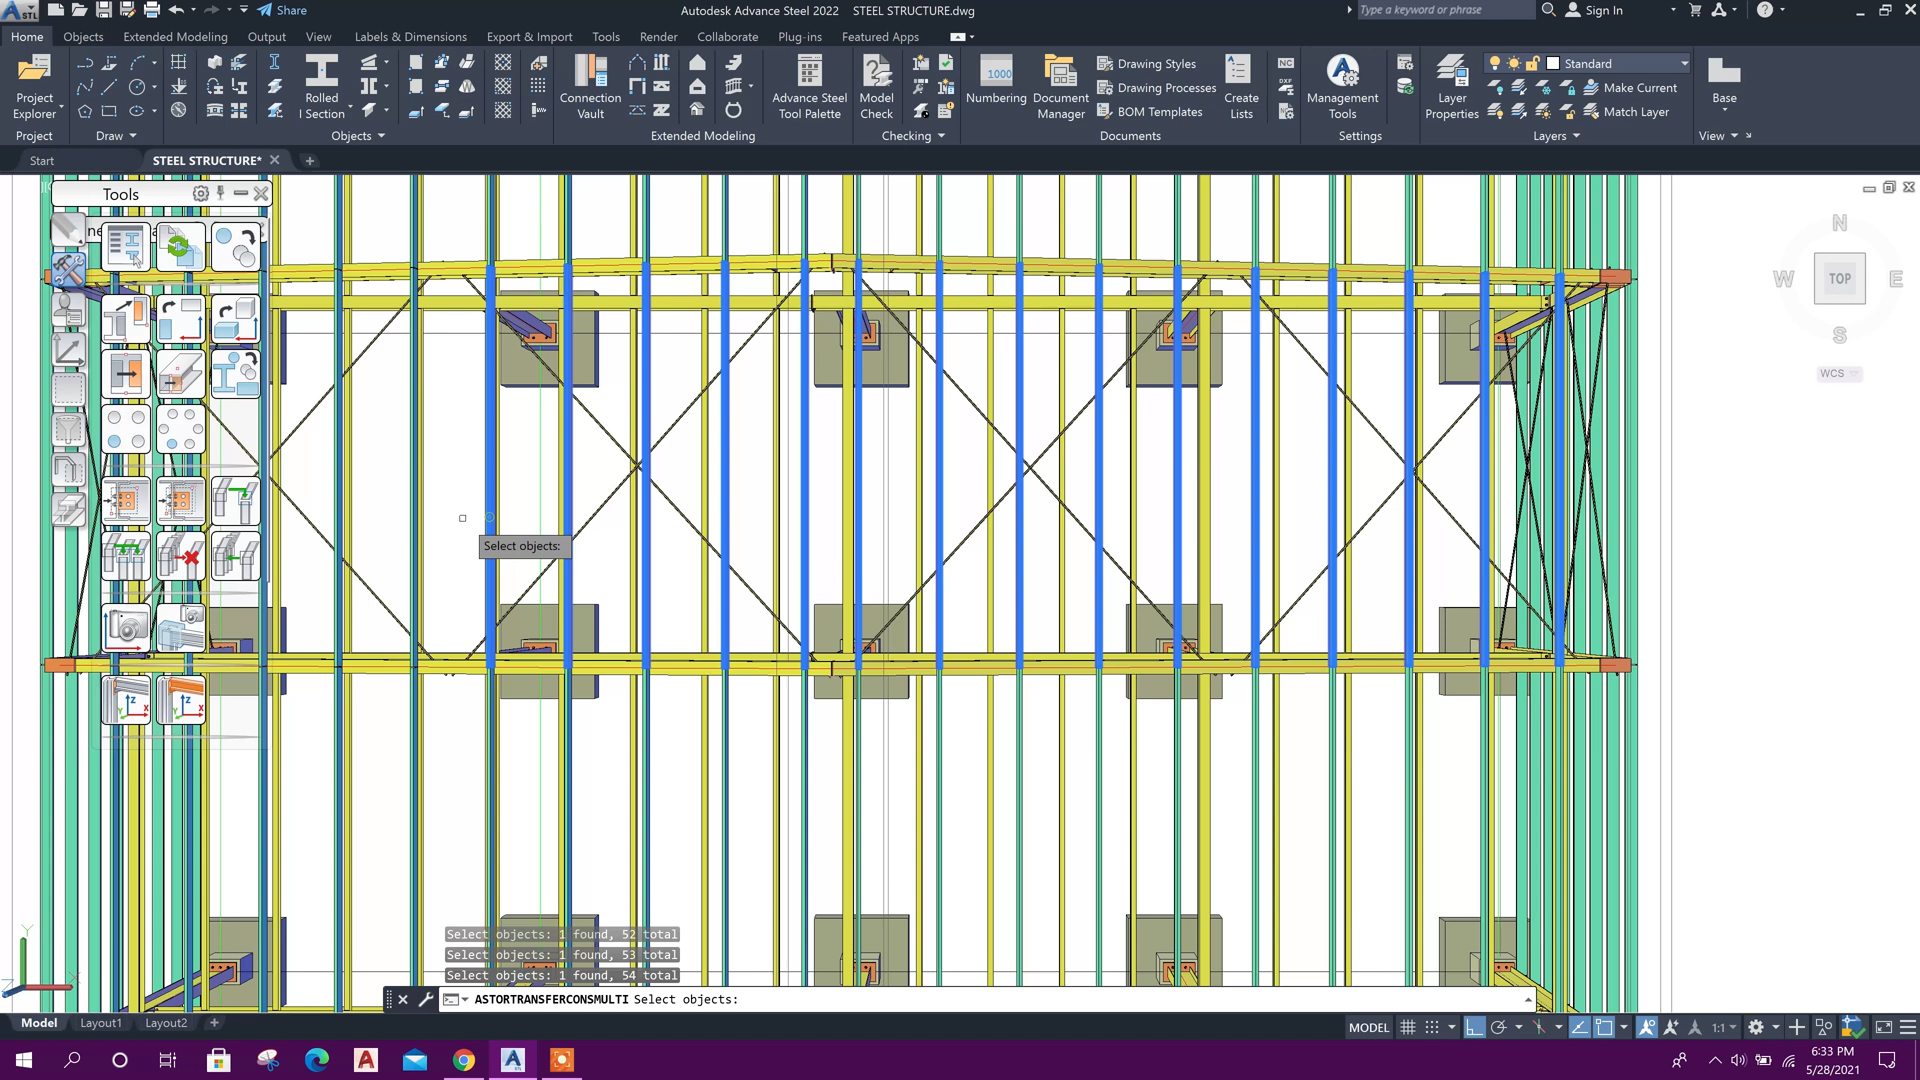 Share
Autodesk Advance Steel 2022 STEEL STRUCTURE.dwg
Type a keyword or phrase
Sign In
STL
Home Objects Extended Modeling Output View Labels & Dimensions Export & Import Tools Render Collaborate Plug-ins Featured Apps
Project Explorer
Rolled I Section
Connection Vault
Advance Steel Tool Palette
Model Check
1000
Numbering
Document Manager
Drawing Styles
Drawing Processes
BOM Templates
Create Lists
NC
DXF
Management Tools
Layer Properties
Standard
Make Current
Match Layer
Base
Project Draw Objects Extended Modeling Checking Documents Settings Layers View
Start
STEEL STRUCTURE*
Tools
N
W TOP E
S
WCS
Select objects:
Z
X
Y
Z
X
Y
Y
X
Z
Select objects: 1 found, 52 total
Select objects: 1 found, 53 total
Select objects: 1 found, 54 total
ASTORTRANSFERCONSMULTI Select objects:
Model Layout1 Layout2
MODEL
1:1
6:33 PM
5/28/2021